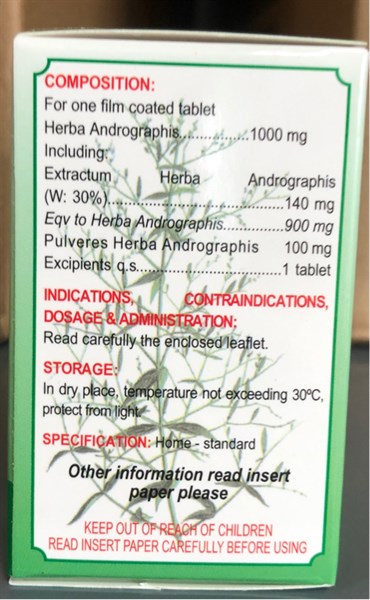 COMPOSITION:
For one film coated tablet
Herba Andrographis....................1000 mg
Including:
Extractum Herba Andrographis
(W: 30%)...................................140 mg
Eqv to Herba Andrographis.............900 mg
Pulveres Herba Andrographis 100 mg
Excipients q.s.............................1 tablet
INDICATIONS, CONTRAINDICATIONS,
DOSAGE & ADMINISTRATION:
Read carefully the enclosed leaflet.
STORAGE:
In dry place, temperature not exceeding 30ºC,
protect from light.
SPECIFICATION: Home - standard
Other information read insert
paper please
KEEP OUT OF REACH OF CHILDREN
READ INSERT PAPER CAREFULLY BEFORE USING